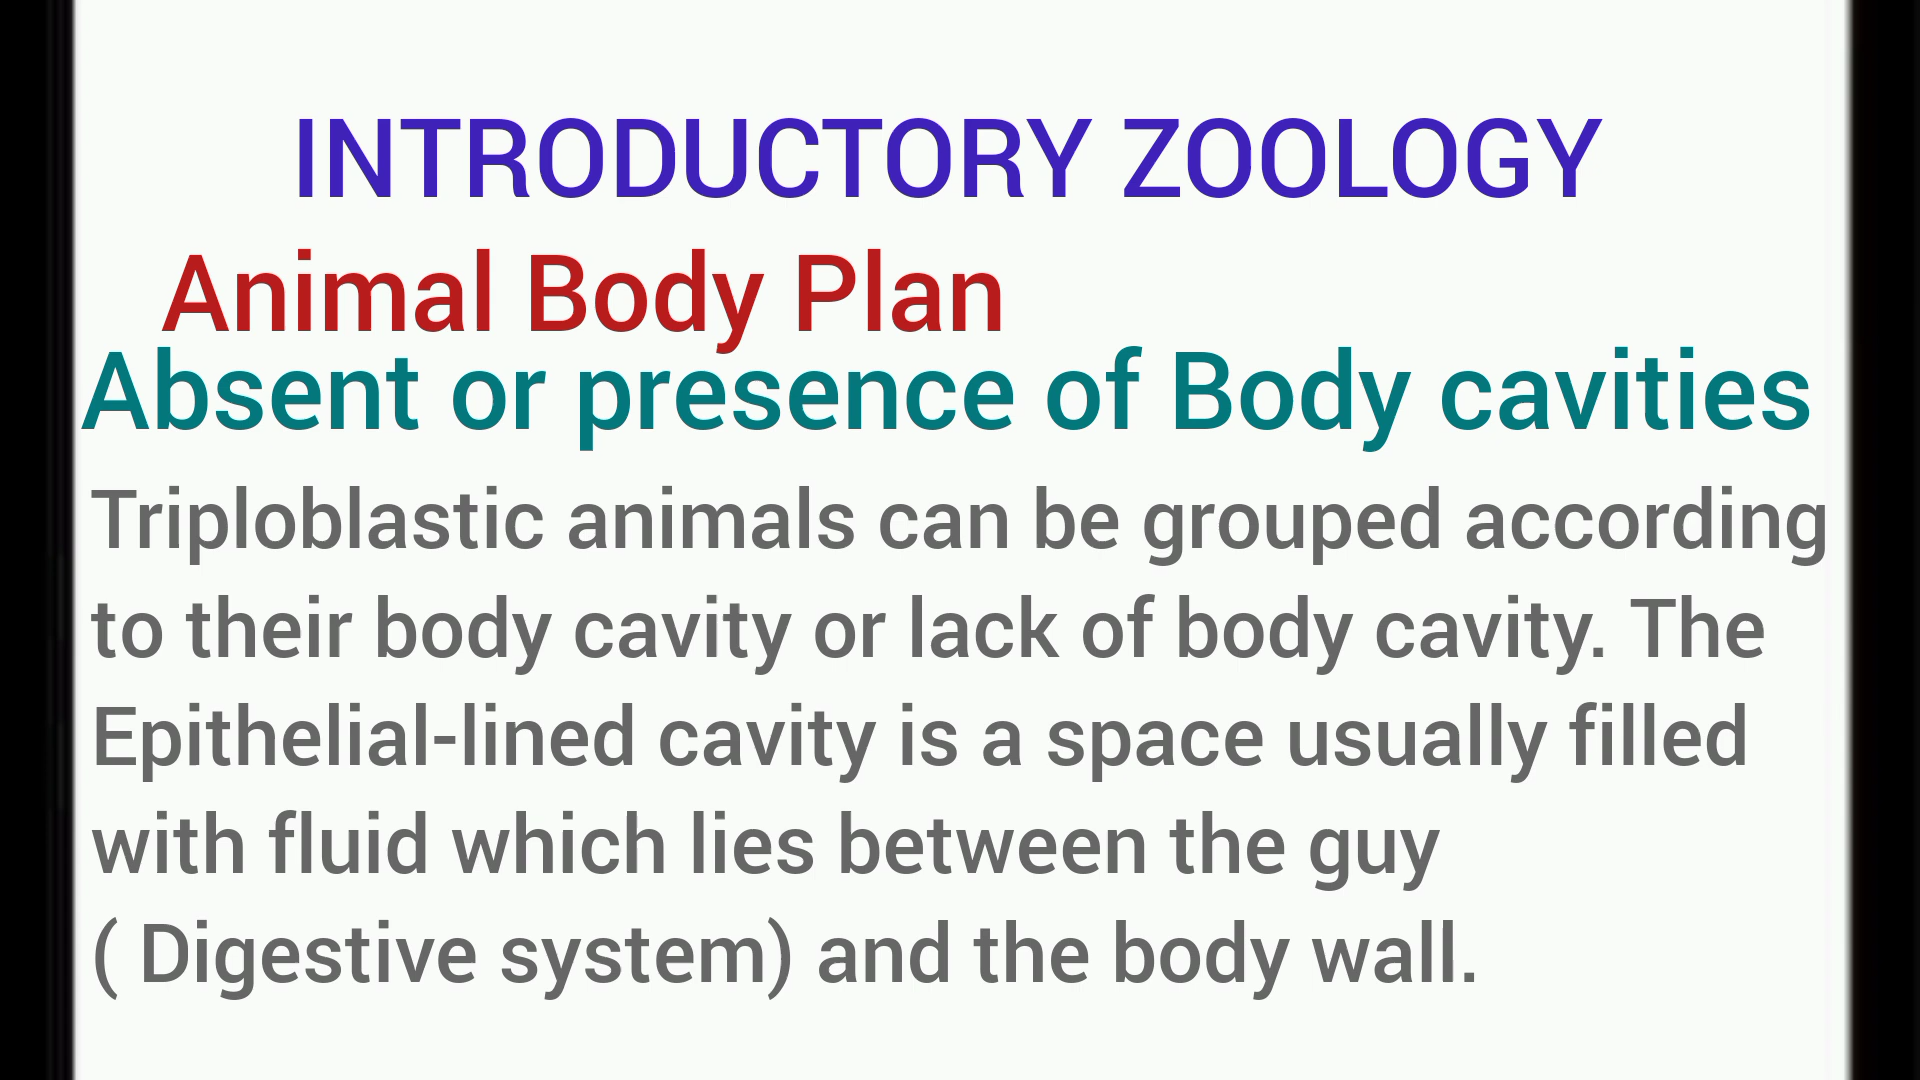 INTRODUCTORY ZOOLOGY
Animal Body Plan
Absent or presence of Body cavities
Triploblastic animals can be grouped according
to their body cavity or lack of body cavity. The
Epithelial-lined cavity is a space usually filled
with fluid which lies between the guy
( Digestive system) and the body wall.